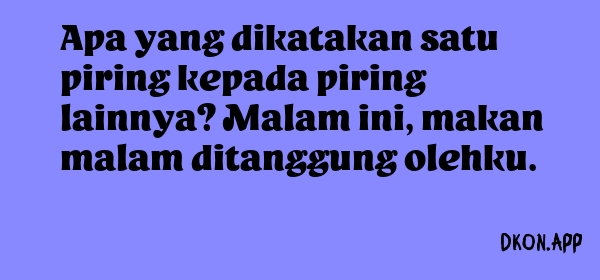 Apa yang dikatakan satu
piring kepada piring
lainnya? Malam ini, makan
malam ditanggung olehku.
DKON.APP